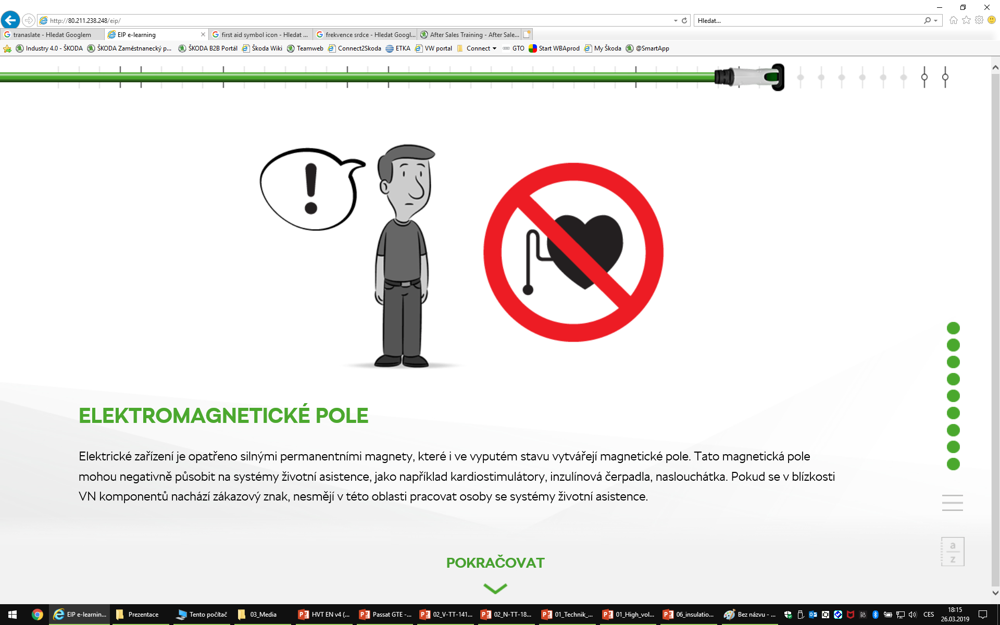 http://80.211.238.248/eip/
Hledat...
tranaslate - Hledat Googlem
EIP e-learning
first aid symbol icon - Hledat ...
frekvence srdce - Hledat Googl...
After Sales Training - After Sale...
Industry 4.0 - ŠKODA
ŠKODA Zaměstnanecký p...
ŠKODA B2B Portál
Škoda Wiki
Teamweb
Connect2Skoda
ETKA
VW portal
Connect
GTO
Start WBAprod
My Škoda
@SmartApp
!
ELEKTROMAGNETICKÉ POLE
Elektrické zařízení je opatřeno silnými permanentními magnety, které i ve vyputém stavu vytvářejí magnetické pole. Tato magnetická pole
mohou negativně působit na systémy životní asistence, jako například kardiostimulátory, inzulínová čerpadla, naslouchátka. Pokud se v blízkosti
VN komponentů nachází zákazový znak, nesmějí v této oblasti pracovat osoby se systémy životní asistence.
a
z
POKRAČOVAT
EIP e-learnin...
Prezentace
Tento počítač
03_Media
HVT EN v4 (...
Passat GTE -...
02_V-TT-141...
02_N-TT-18...
01_Technik_...
01_High_vol...
06_insulatio...
Bez názvu - ...
CES
18:15
26.03.2019